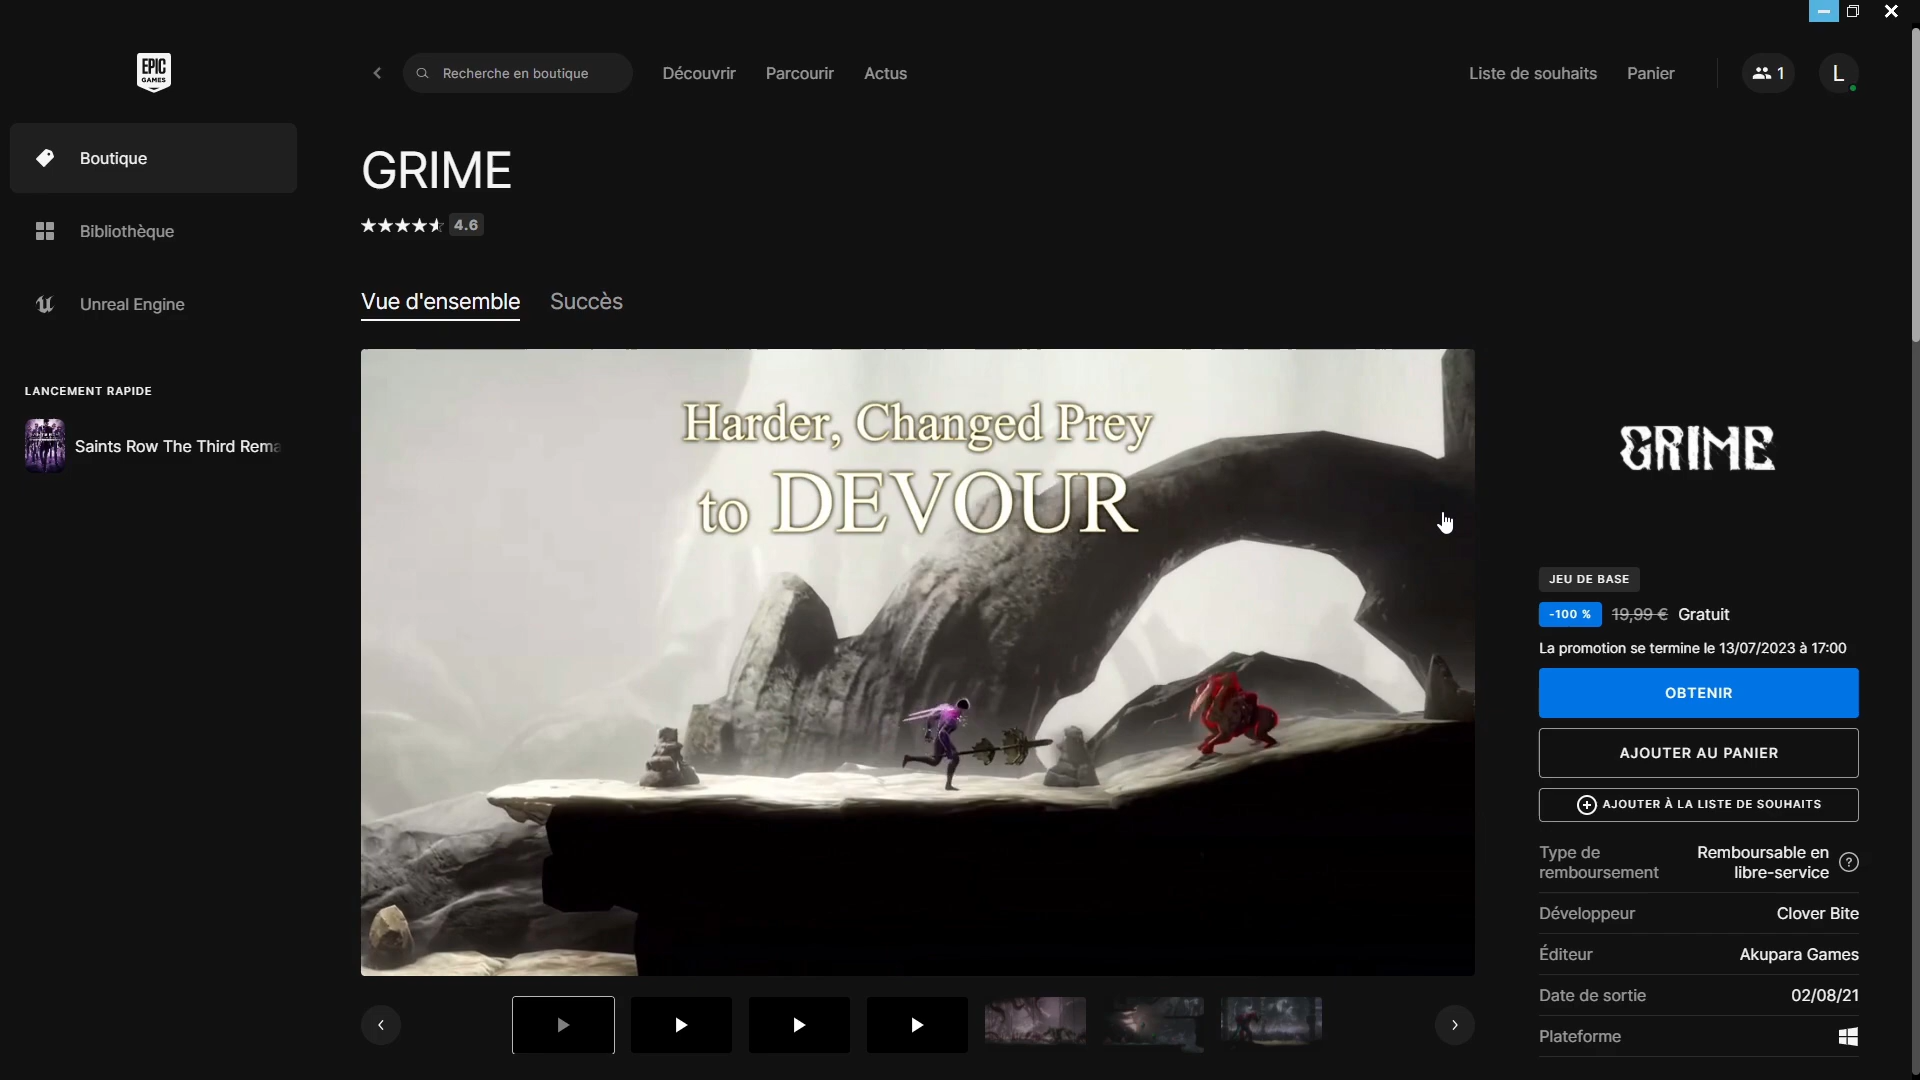 EPIC
GAMES
Recherche en boutique
Découvrir
Parcourir
Actus
Liste de souhaits
Panier
1
L
Boutique
Bibliothèque
Unreal Engine
LANCEMENT RAPIDE
Saints Row The Third Rema
GRIME
4.6
Vue d'ensemble
Succès
Harder, Changed Prey
to DEVOUR
GRIME
JEU DE BASE
-100 % 19,99 € Gratuit
La promotion se termine le 13/07/2023 à 17:00
OBTENIR
AJOUTER AU PANIER
AJOUTER À LA LISTE DE SOUHAITS
Type de
remboursement
Remboursable en
libre-service
?
Développeur
Clover Bite
Éditeur
Akupara Games
Date de sortie
02/08/21
Plateforme